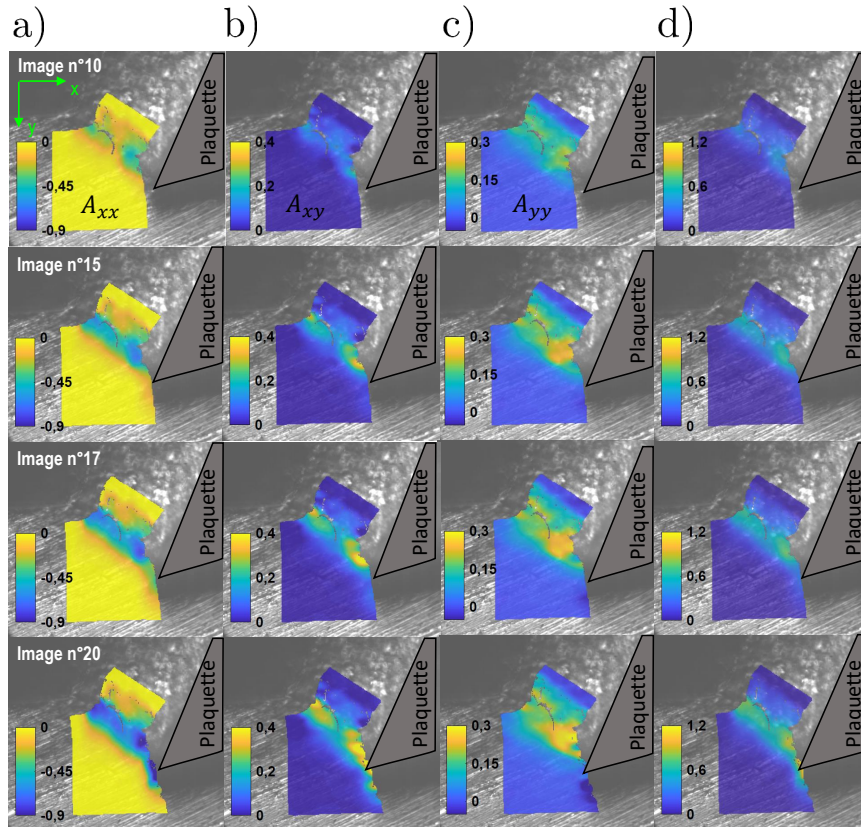 a) b) c) d)
Image n°10
x
y
Plaquette
Plaquette
Plaquette
Plaquette
0
-0,45
-0,9
A_xx
0,4
0,2
0
A_xy
0,3
0,15
0
A_yy
1,2
0,6
0
Image n°15
Plaquette
Plaquette
Plaquette
Plaquette
0
-0,45
-0,9
0,4
0,2
0
0,3
0,15
0
1,2
0,6
0
Image n°17
Plaquette
Plaquette
Plaquette
Plaquette
0
-0,45
-0,9
0,4
0,2
0
0,3
0,15
0
1,2
0,6
0
Image n°20
Plaquette
Plaquette
Plaquette
Plaquette
0
-0,45
-0,9
0,4
0,2
0
0,3
0,15
0
1,2
0,6
0